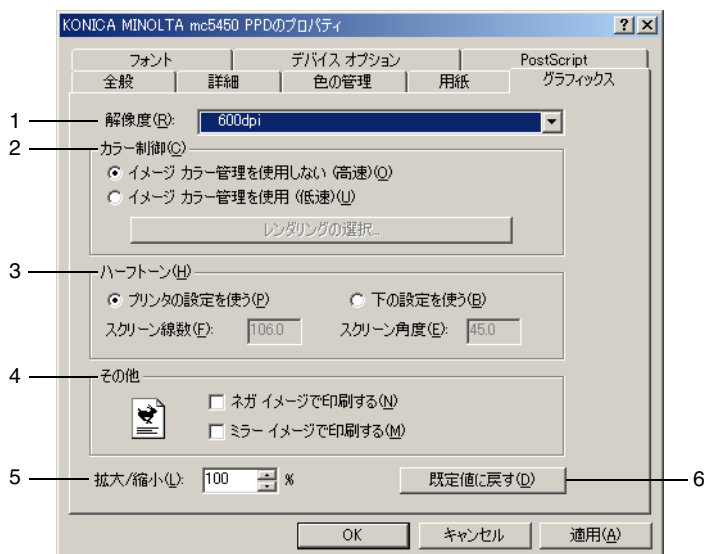 KONICA MINOLTA mc5450 PPDのプロパティ
フォント デバイス オプション PostScript
全般 詳細 色の管理 用紙 グラフィックス
1 解像度(R): 600dpi
2 カラー制御(C)
イメージ カラー管理を使用しない (高速)(O)
イメージ カラー管理を使用 (低速)(U)
レンダリングの選択...
3 ハーフトーン(H)
プリンタの設定を使う(P) 下の設定を使う(B)
スクリーン線数(F): 106.0 スクリーン角度(E): 45.0
4 その他
ネガ イメージで印刷する(N)
ミラー イメージで印刷する(M)
5 拡大/縮小(L): 100 % 既定値に戻す(D) 6
OK キャンセル 適用(A)